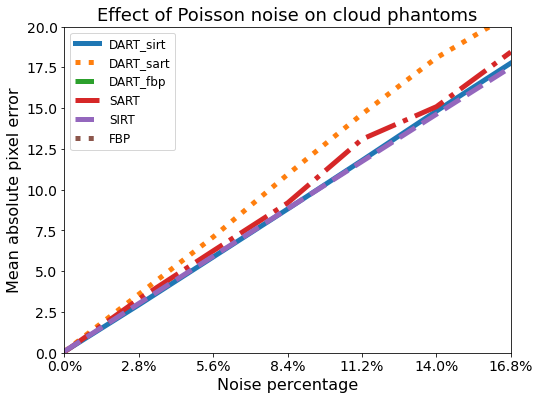 Effect of Poisson noise on cloud phantoms
Mean absolute pixel error
20.0
17.5
15.0
12.5
10.0
7.5
5.0
2.5
0.0
DART_sirt
DART_sart
DART_fbp
SART
SIRT
FBP
0.0% 2.8% 5.6% 8.4% 11.2% 14.0% 16.8%
Noise percentage